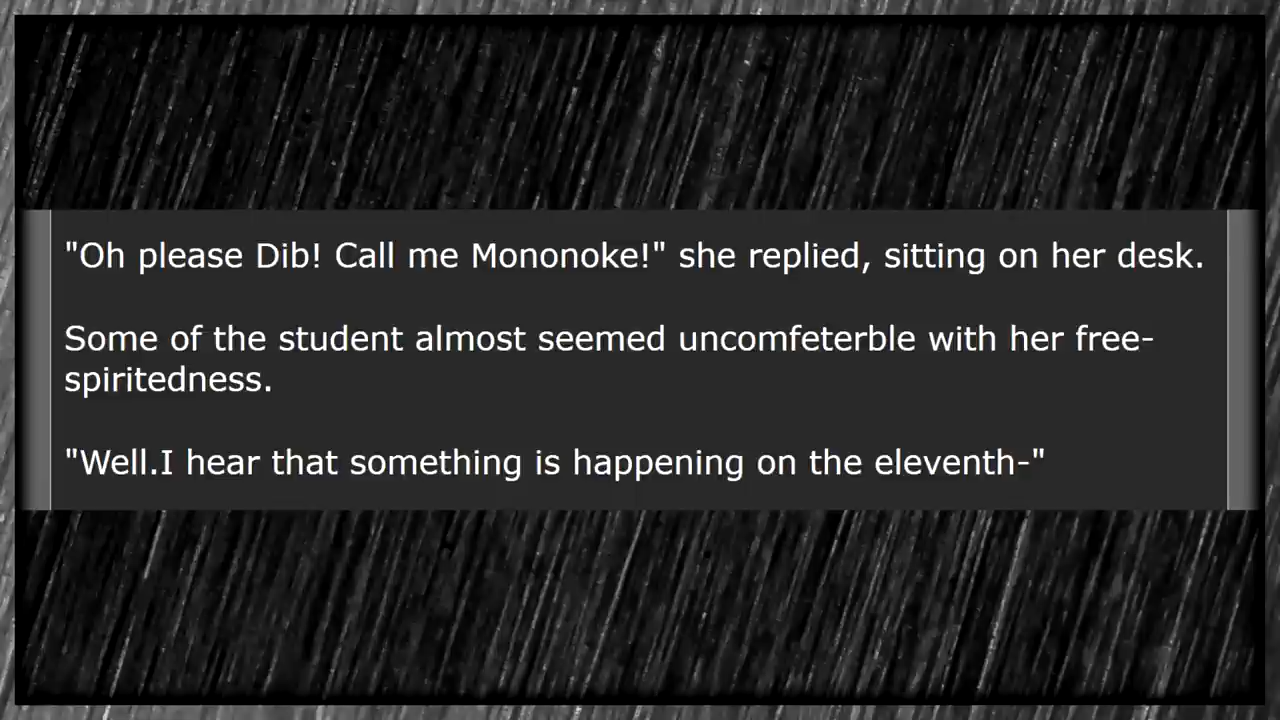 "Oh please Dib! Call me Mononoke!" she replied, sitting on her desk.
Some of the student almost seemed uncomfeterble with her free-
spiritedness.
"Well.I hear that something is happening on the eleventh-"